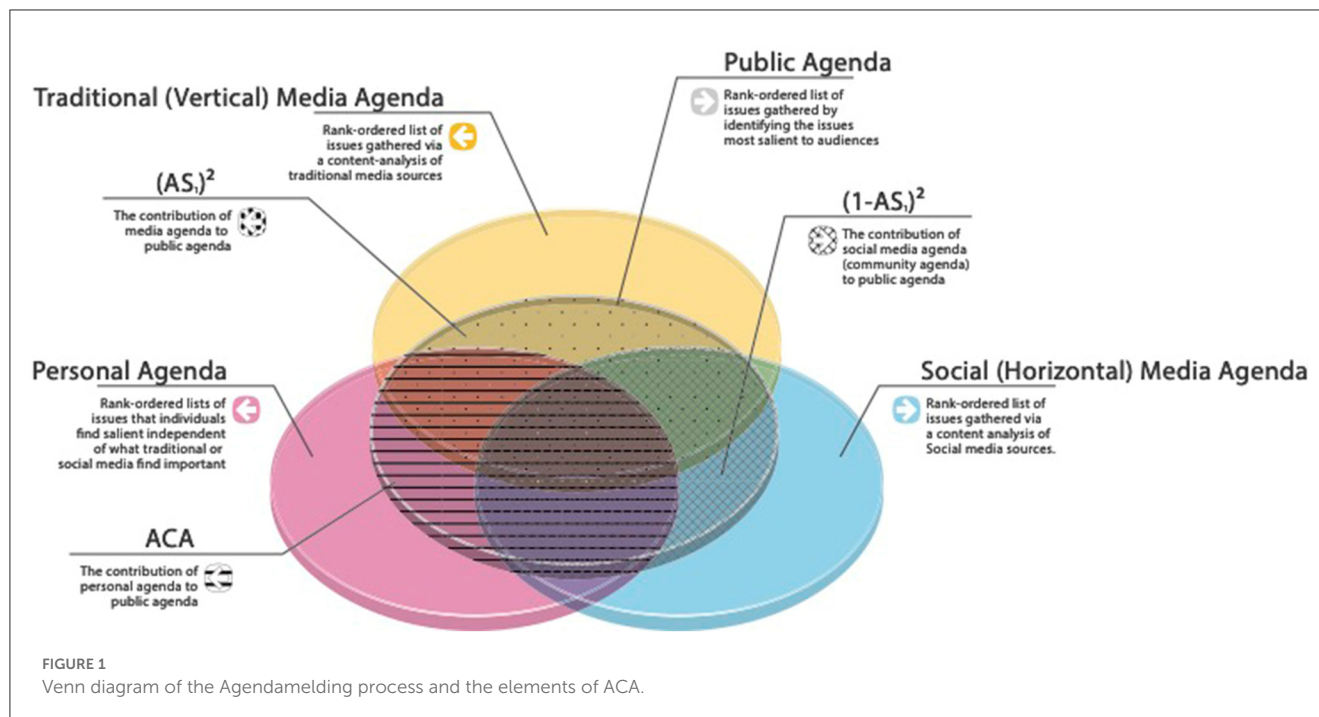 Public Agenda
Rank-ordered list of
issues gathered by
identifying the issues
most salient to audiences
Traditional (Vertical) Media Agenda
Rank-ordered list of
issues gathered via
a content-analysis of
traditional media sources
(AS₁)²
The contribution of
media agenda to
public agenda
(1-AS₁)²
The contribution of
social media agenda
(community agenda)
to public agenda
Personal Agenda
Rank-ordered lists of
issues that individuals
find salient independent
of what traditional or
social media find important
Social (Horizontal) Media Agenda
Rank-ordered list of
issues gathered via
a content analysis of
Social media sources.
ACA
The contribution of
personal agenda to
public agenda
FIGURE 1
Venn diagram of the Agendamelding process and the elements of ACA.